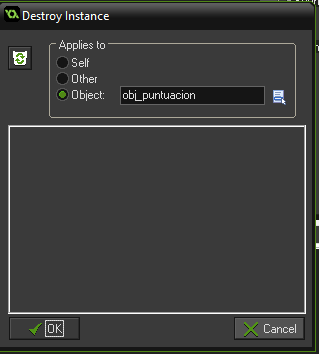 Destroy Instance
Applies to
Self
Other
Object: obj_puntuacion
OK Cancel